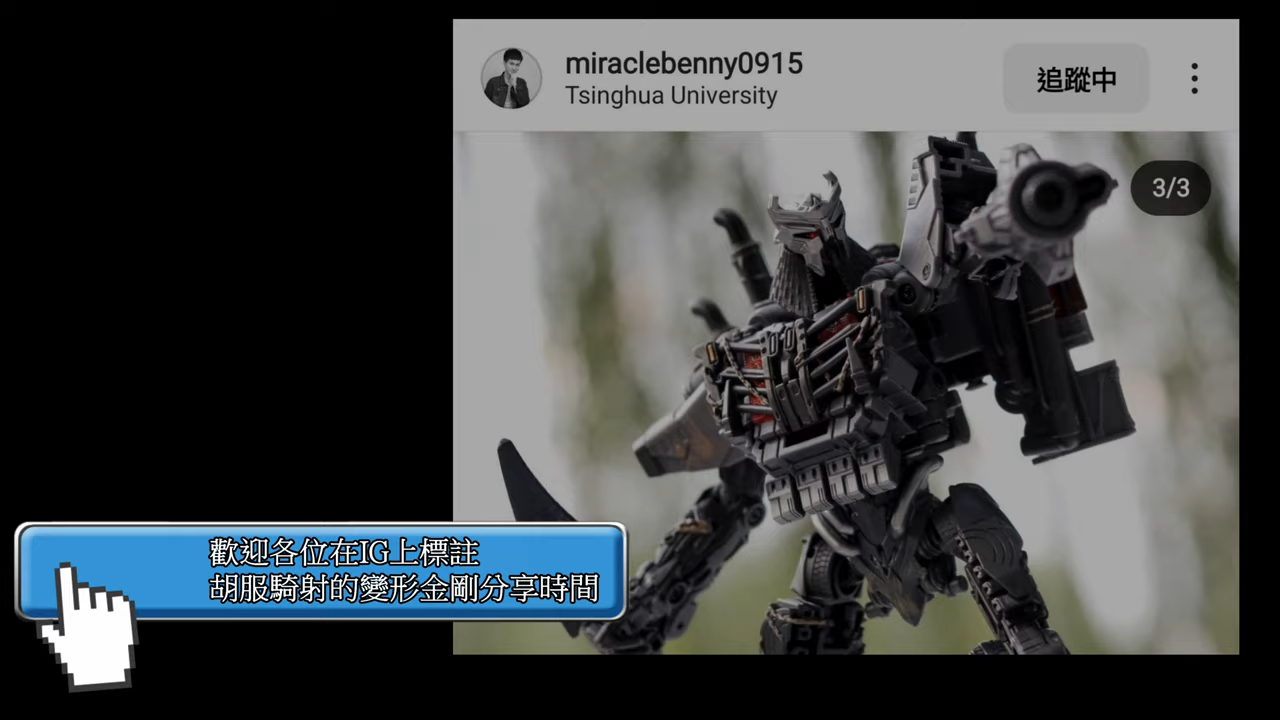 miraclebenny0915
Tsinghua University
追蹤中
3/3
歡迎各位在IG上標註
胡服騎射的變形金剛分享時間